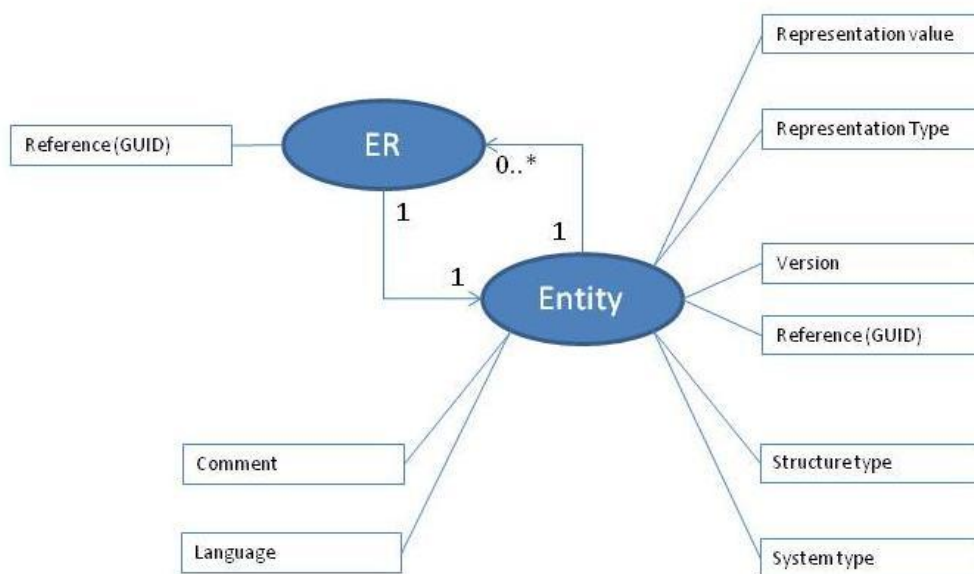 Representation value
Representation Type
Reference (GUID)
ER
0..*
1
1
1
Entity
Version
Reference (GUID)
Comment
Structure type
Language
System type